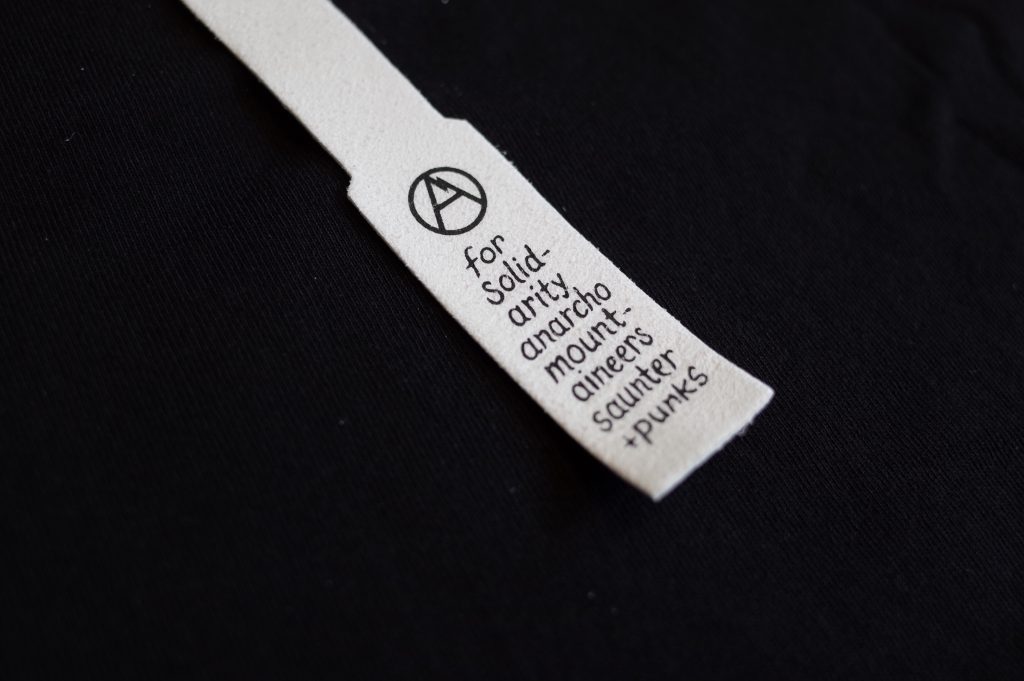 for
solid-
arity
anarcho
mount-
aineers
saunter
+punks